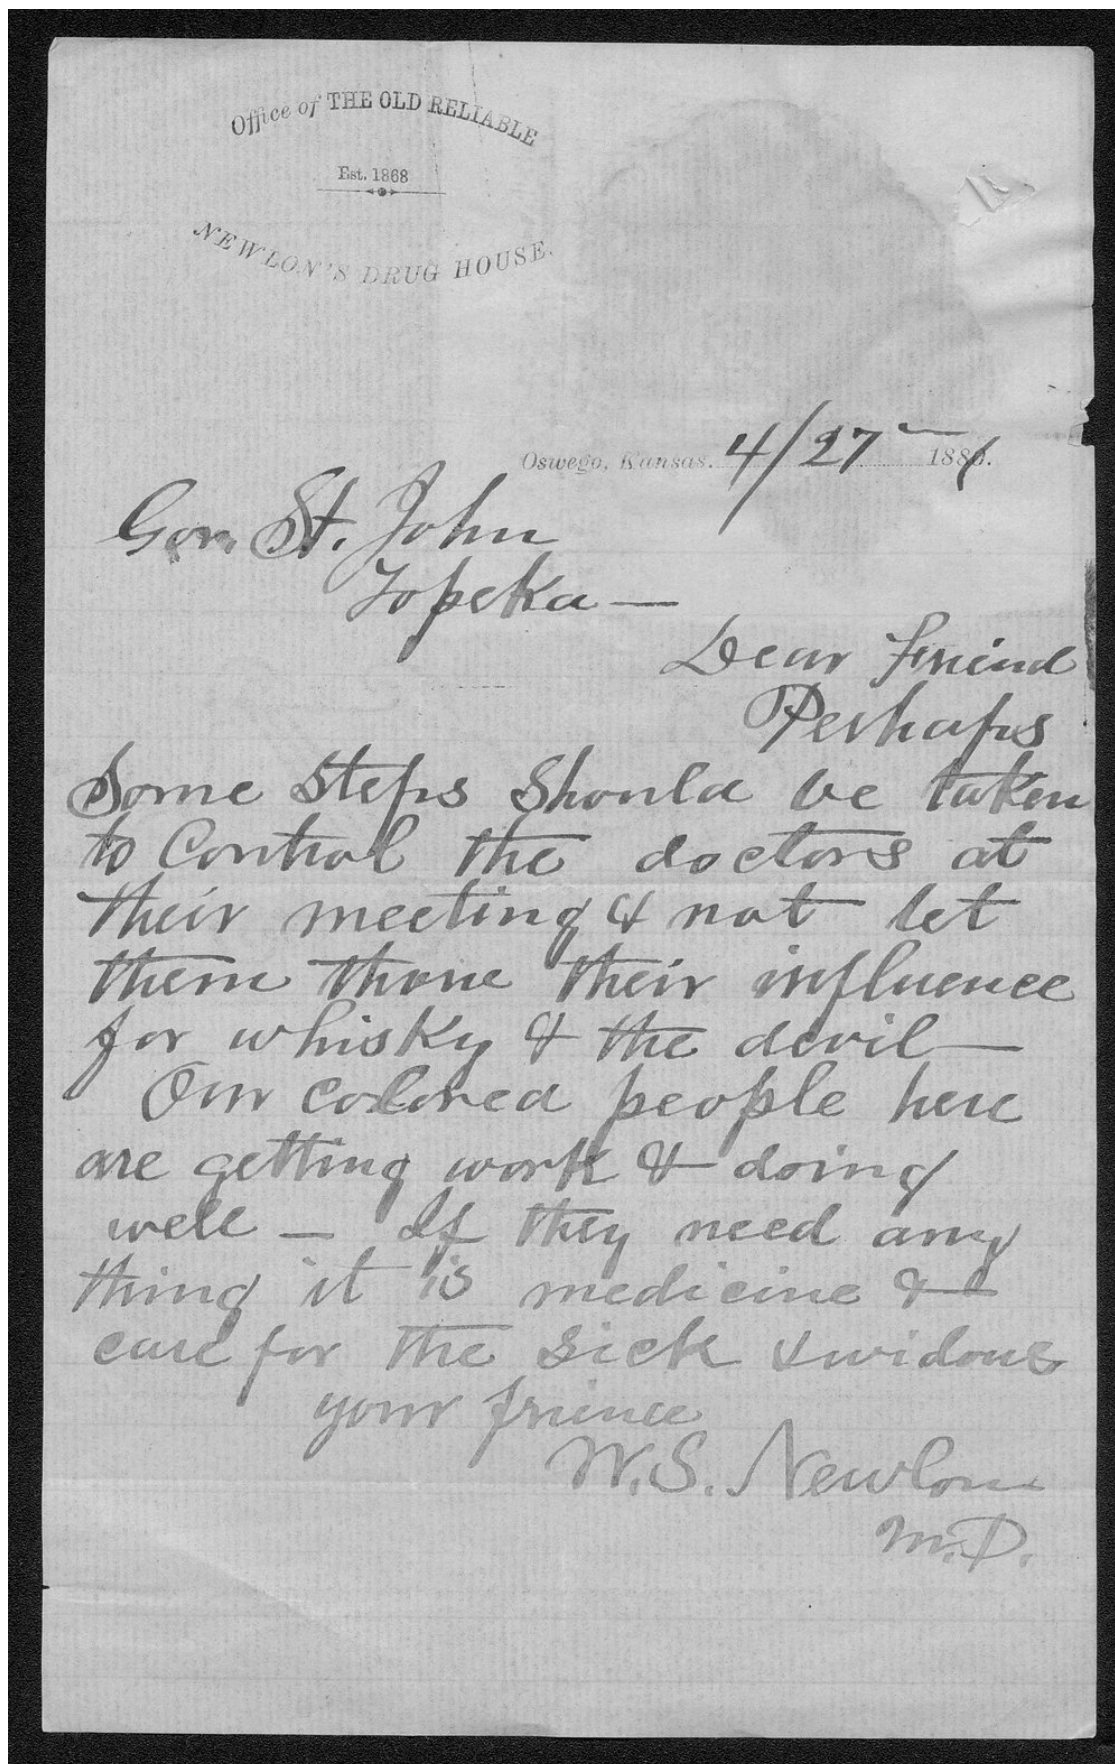 Office of THE OLD RELIABLE
Est. 1868
NEWLON'S DRUG HOUSE.
Oswego, Kansas. 4/27 1881.
Gov. St. John
Topeka —
Dear friend
Perhaps
Some steps should be taken
to Control the doctors at
their meeting & not let
them throw their influence
for whisky & the devil —
Our colored people here
are getting work & doing
well — If they need any
thing it is medicine &
care for the sick & widows
your friend
W.S. Newlon
M.D.